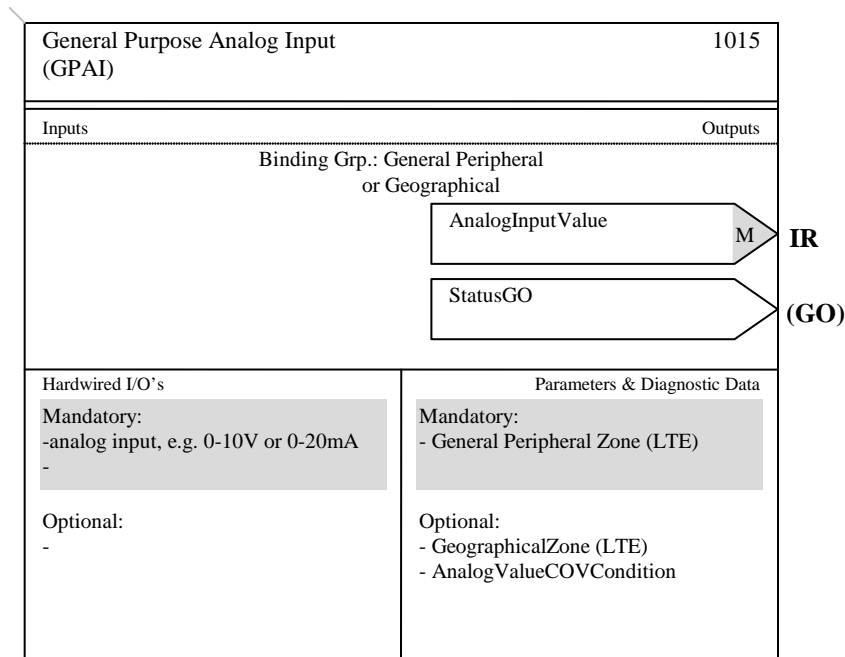 General Purpose Analog Input 1015
(GPAI)
Inputs Outputs
Binding Grp.: General Peripheral
or Geographical
AnalogInputValue M IR
StatusGO (GO)
Hardwired I/O’s
Mandatory:
-analog input, e.g. 0-10V or 0-20mA
-
Optional:
-
Parameters & Diagnostic Data
Mandatory:
- General Peripheral Zone (LTE)
Optional:
- GeographicalZone (LTE)
- AnalogValueCOVCondition